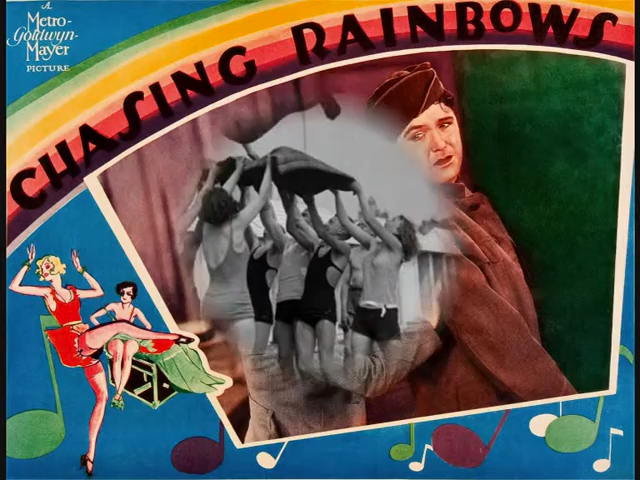 A
Metro-
Goldwyn-
Mayer
PICTURE
CHASING RAINBOWS